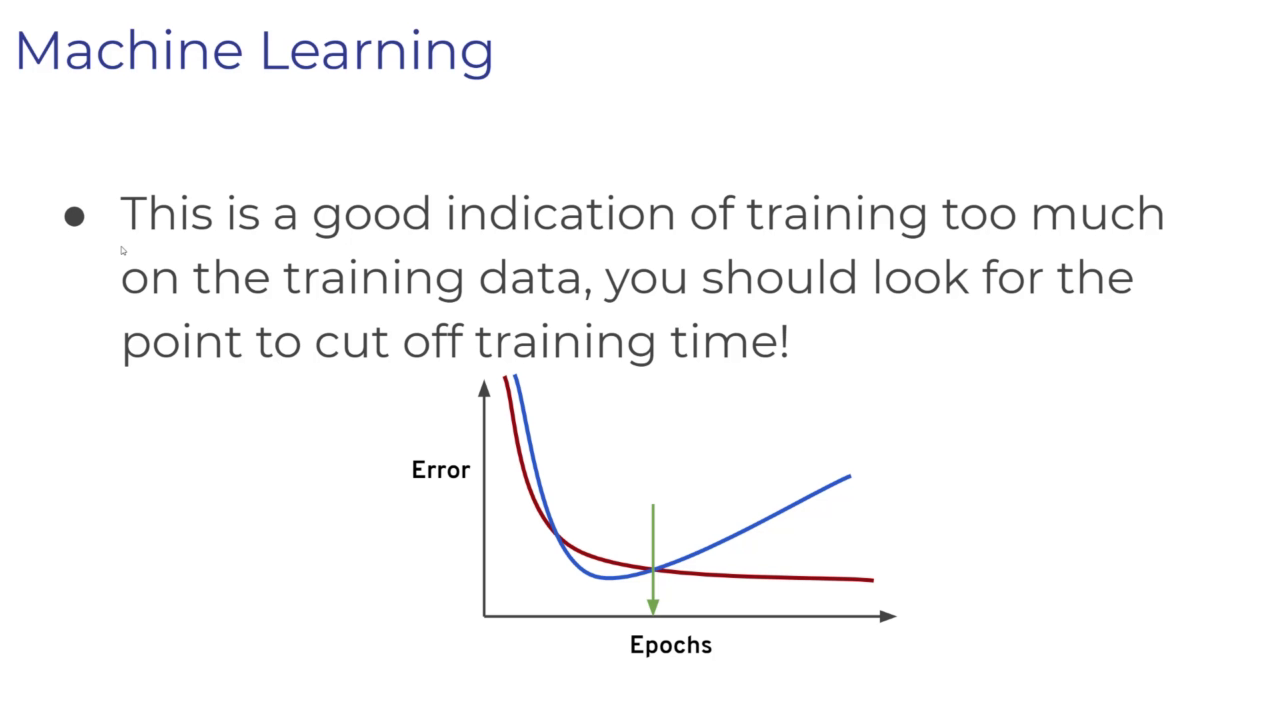 Machine Learning
● This is a good indication of training too much
on the training data, you should look for the
point to cut off training time!
Error
Epochs